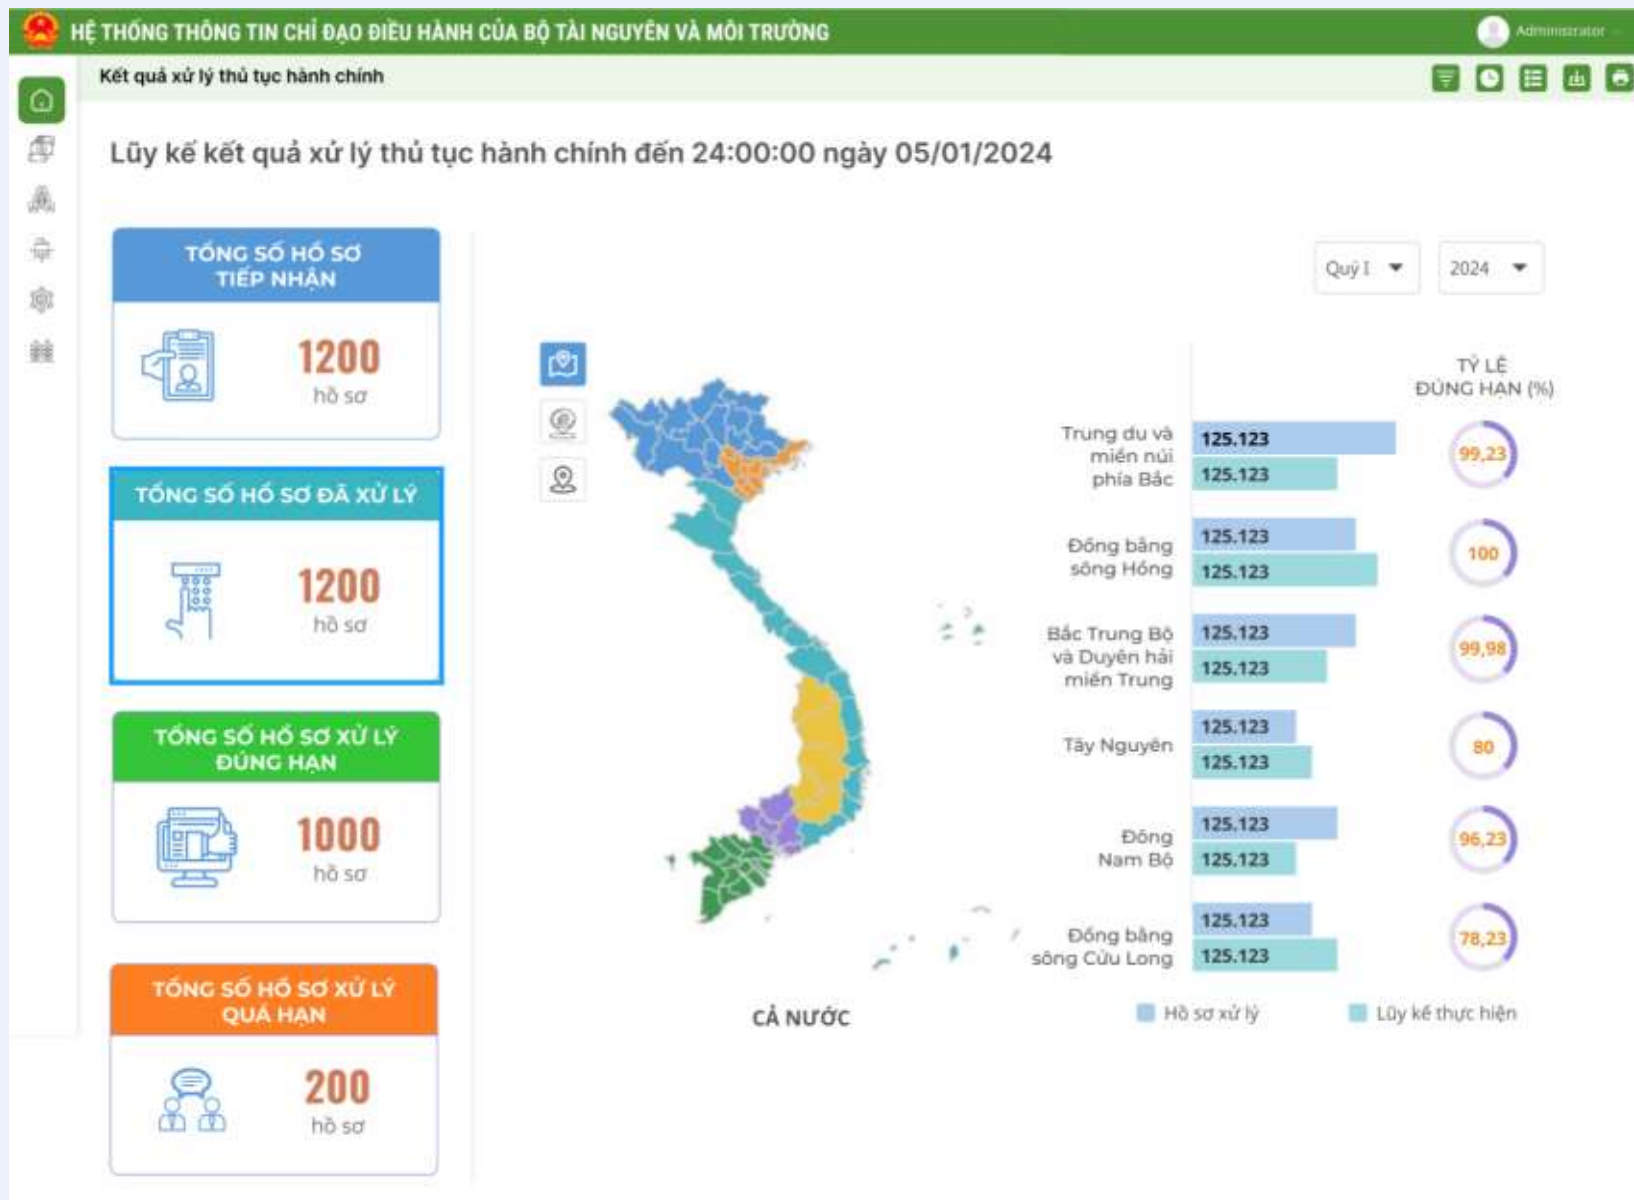 HỆ THỐNG THÔNG TIN CHỈ ĐẠO ĐIỀU HÀNH CỦA BỘ TÀI NGUYÊN VÀ MÔI TRƯỜNG
Administrator
Kết quả xử lý thủ tục hành chính
Lũy kế kết quả xử lý thủ tục hành chính đến 24:00:00 ngày 05/01/2024
TỔNG SỐ HỒ SƠ
TIẾP NHẬN
1200
hồ sơ
TỔNG SỐ HỒ SƠ ĐÃ XỬ LÝ
1200
hồ sơ
TỔNG SỐ HỒ SƠ XỬ LÝ
ĐÚNG HẠN
1000
hồ sơ
TỔNG SỐ HỒ SƠ XỬ LÝ
QUÁ HẠN
200
hồ sơ
Quý I
2024
TỶ LỆ
ĐÚNG HẠN (%)
Trung du và
miền núi
phía Bắc
125.123
125.123
99,23
Đồng bằng
sông Hồng
125.123
125.123
100
Bắc Trung Bộ
và Duyên hải
miền Trung
125.123
125.123
99,98
Tây Nguyên
125.123
125.123
80
Đông
Nam Bộ
125.123
125.123
96,23
Đồng bằng
sông Cửu Long
125.123
125.123
78,23
CẢ NƯỚC
Hồ sơ xử lý
Lũy kế thực hiện